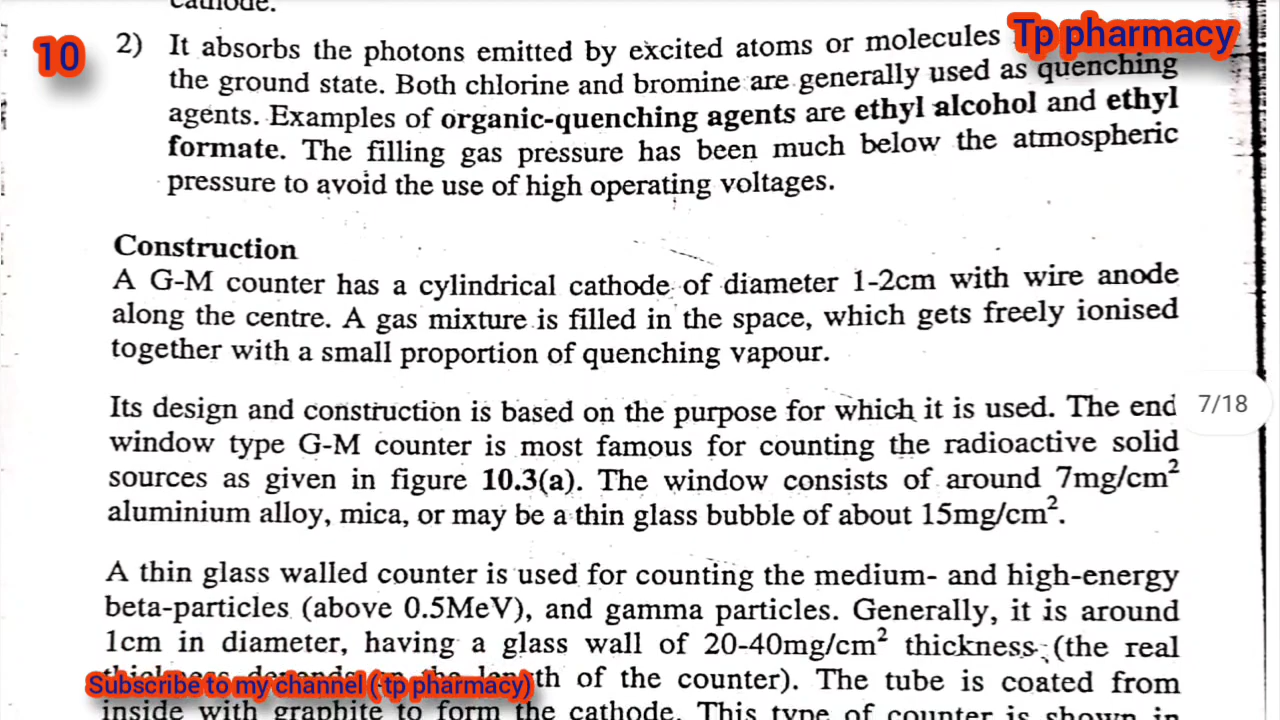 cathode.
10
2) It absorbs the photons emitted by excited atoms or molecules
Tp pharmacy
the ground state. Both chlorine and bromine are generally used as quenching
agents. Examples of organic-quenching agents are ethyl alcohol and ethyl
formate. The filling gas pressure has been much below the atmospheric
pressure to avoid the use of high operating voltages.
Construction
A G-M counter has a cylindrical cathode of diameter 1-2cm with wire anode
along the centre. A gas mixture is filled in the space, which gets freely ionised
together with a small proportion of quenching vapour.
Its design and construction is based on the purpose for which it is used. The end
7/18
window type G-M counter is most famous for counting the radioactive solid
sources as given in figure 10.3(a). The window consists of around 7mg/cm²
aluminium alloy, mica, or may be a thin glass bubble of about 15mg/cm².
A thin glass walled counter is used for counting the medium- and high-energy
beta-particles (above 0.5MeV), and gamma particles. Generally, it is around
1cm in diameter, having a glass wall of 20-40mg/cm² thickness (the real
of the counter). The tube is coated from
Subscribe to my channel ( tp pharmacy)
inside with graphite to form the cathode. This type of counter is shown in